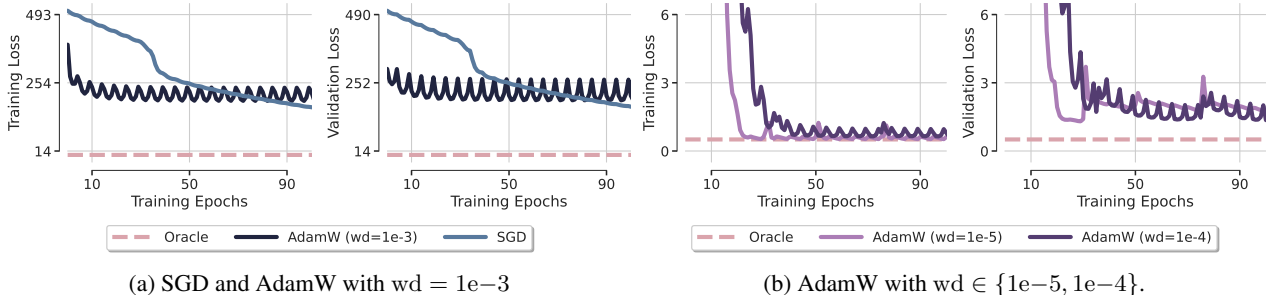 493
254
14
Training Loss
10 50 90
Training Epochs
490
252
14
Validation Loss
10 50 90
Training Epochs
6
3
0
Training Loss
10 50 90
Training Epochs
6
3
0
Validation Loss
10 50 90
Training Epochs
Oracle AdamW (wd=1e-3) SGD
Oracle AdamW (wd=1e-5) AdamW (wd=1e-4)
(a) SGD and AdamW with wd = 1e−3
(b) AdamW with wd ∈ {1e−5, 1e−4}.